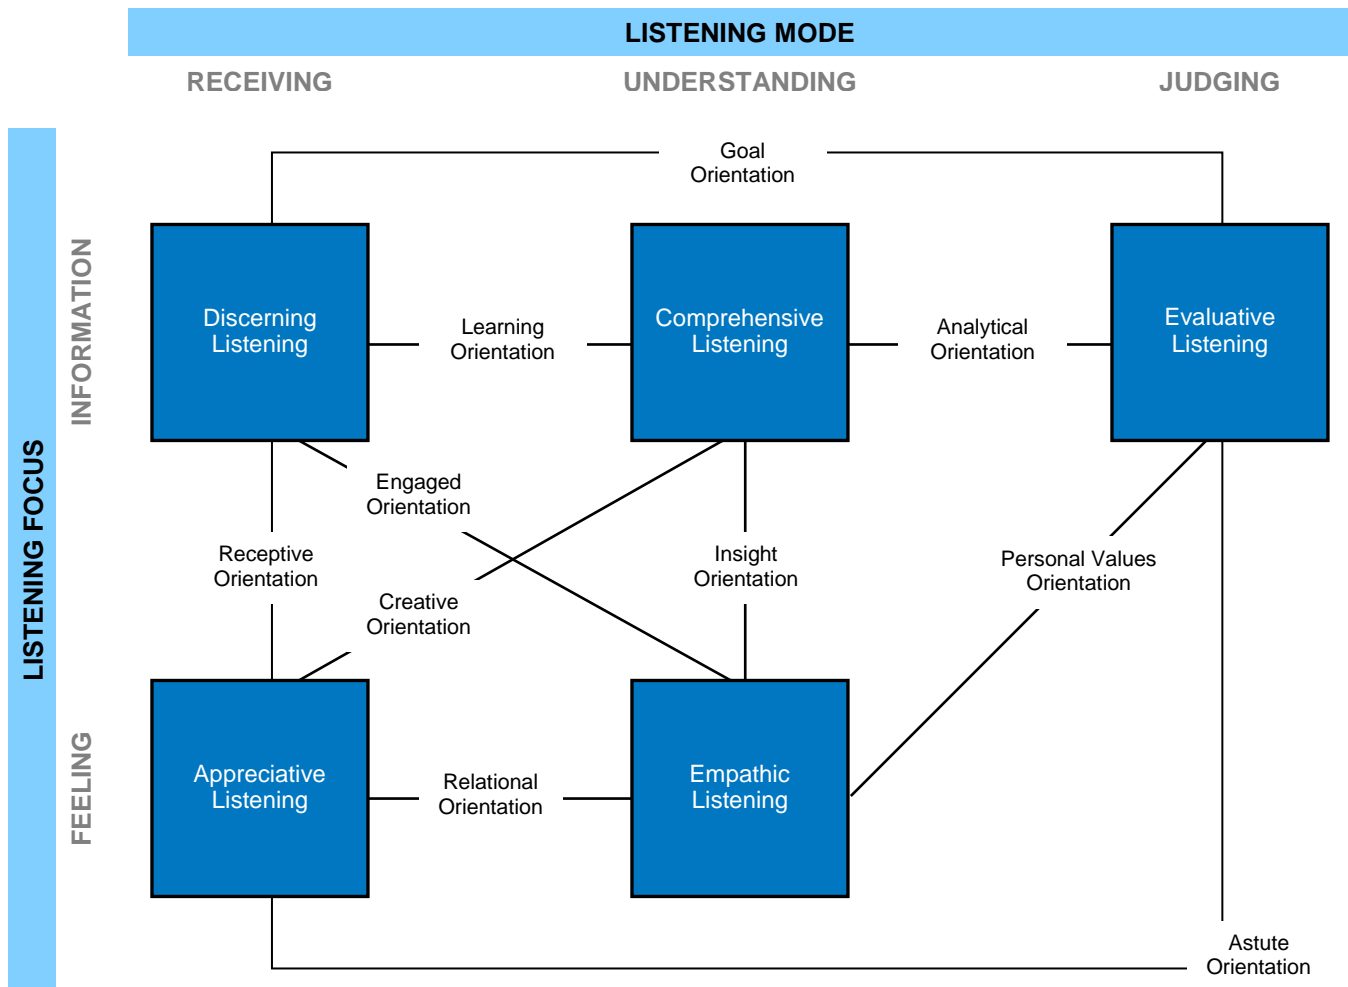 LISTENING MODE
RECEIVING
UNDERSTANDING
JUDGING
LISTENING FOCUS
INFORMATION
FEELING
Goal
Orientation
Discerning
Listening
Learning
Orientation
Comprehensive
Listening
Analytical
Orientation
Evaluative
Listening
Engaged
Orientation
Receptive
Orientation
Insight
Orientation
Personal Values
Orientation
Creative
Orientation
Appreciative
Listening
Relational
Orientation
Empathic
Listening
Astute
Orientation